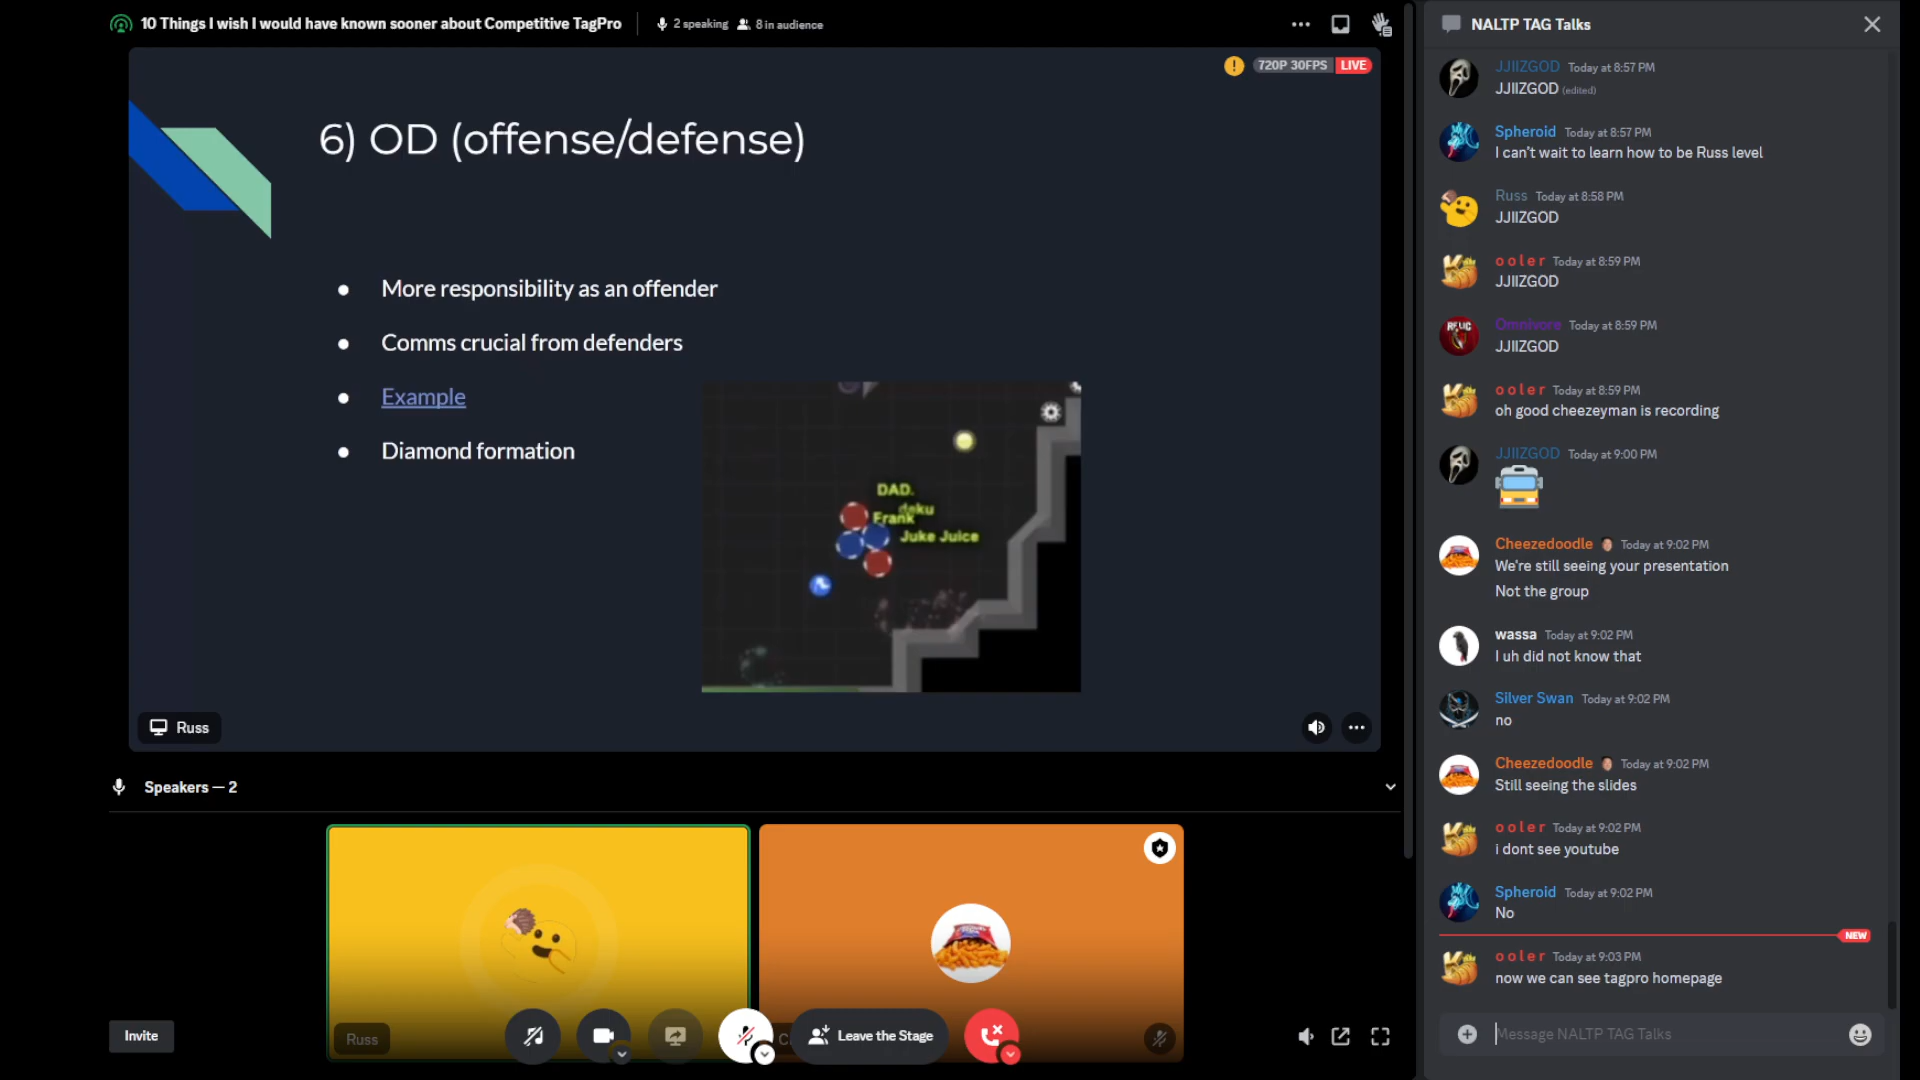 10 Things I wish I would have known sooner about Competitive TagPro
2 speaking
8 in audience
720P 30FPS
LIVE
6) OD (offense/defense)
More responsibility as an offender
Comms crucial from defenders
Example
Diamond formation
DAD.
deku
Frank
Juke Juice
Russ
Speakers — 2
Russ
C
Leave the Stage
Invite
NALTP TAG Talks
JJIIZGOD Today at 8:57 PM
JJIIZGOD (edited)
Spheroid Today at 8:57 PM
I can't wait to learn how to be Russ level
Russ Today at 8:58 PM
JJIIZGOD
o o l e r Today at 8:59 PM
JJIIZGOD
RELIC
Omnivore Today at 8:59 PM
JJIIZGOD
o o l e r Today at 8:59 PM
oh good cheezeyman is recording
JJIIZGOD Today at 9:00 PM
Cheezedoodle Today at 9:02 PM
We're still seeing your presentation
Not the group
wassa Today at 9:02 PM
I uh did not know that
Silver Swan Today at 9:02 PM
no
Cheezedoodle Today at 9:02 PM
Still seeing the slides
o o l e r Today at 9:02 PM
i dont see youtube
Spheroid Today at 9:02 PM
No
NEW
o o l e r Today at 9:03 PM
now we can see tagpro homepage
Message NALTP TAG Talks